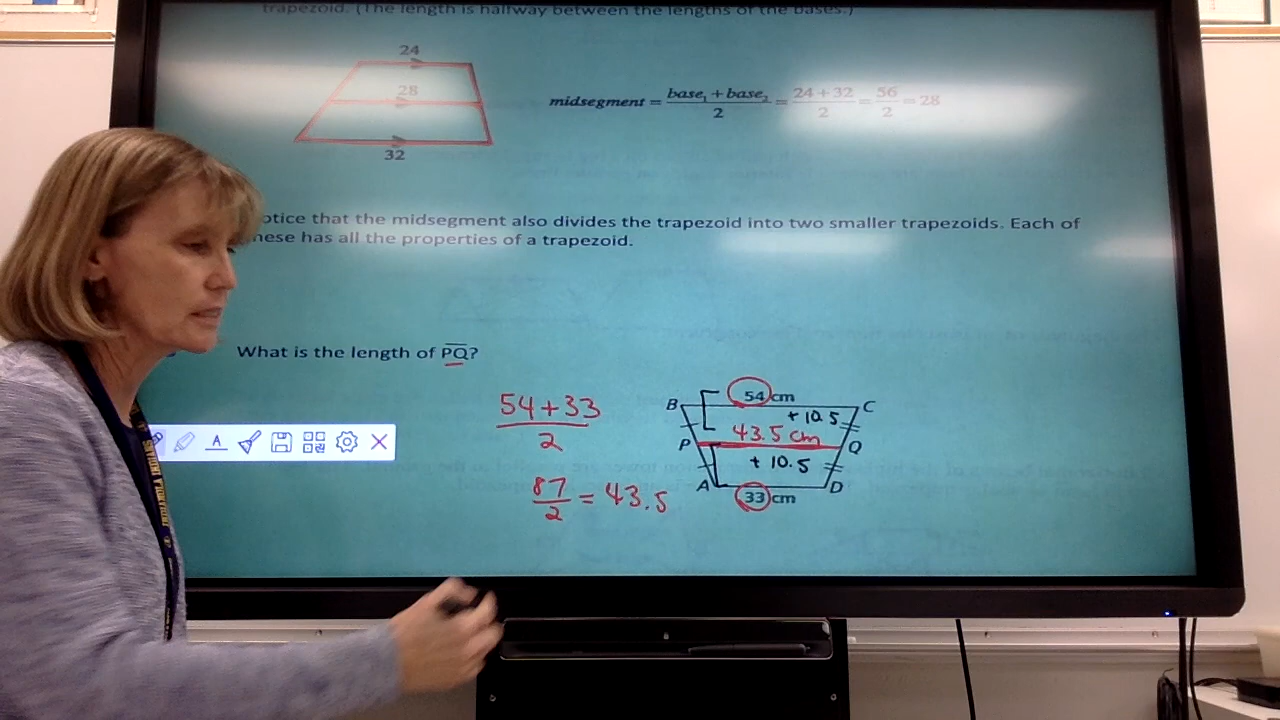 trapezoid. (The length is halfway between the lengths of the bases.)
24
28
32
midsegment = base₁ + base₂ / 2 = 24 + 32 / 2 = 56 / 2 = 28
otice that the midsegment also divides the trapezoid into two smaller trapezoids. Each of
hese has all the properties of a trapezoid.
What is the length of PQ?
54 + 33 / 2
87 / 2 = 43.5
B 54 cm C
+ 10.5
P 43.5 cm Q
+ 10.5
A 33 cm D
A
INDIANOLA INDIANS